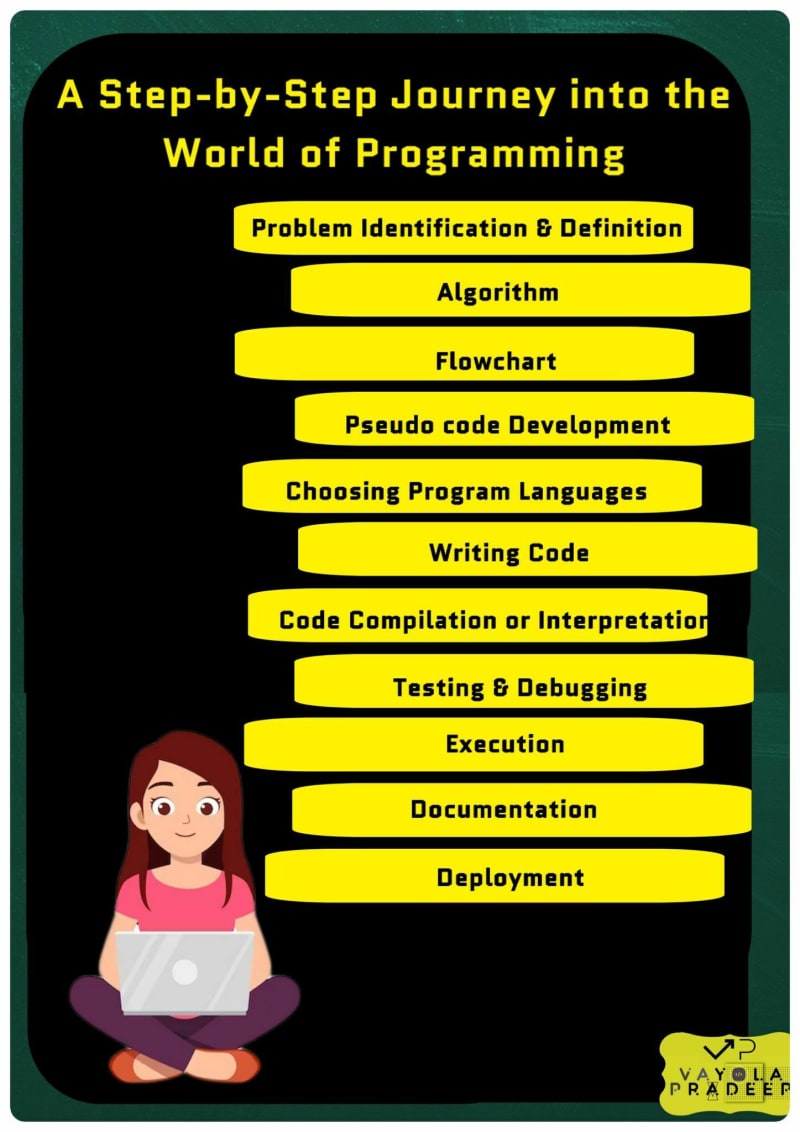 A Step-by-Step Journey into the
World of Programming
Problem Identification & Definition
Algorithm
Flowchart
Pseudo code Development
Choosing Program Languages
Writing Code
Code Compilation or Interpretation
Testing & Debugging
Execution
Documentation
Deployment
VP
VAYOLA
PRADEEP